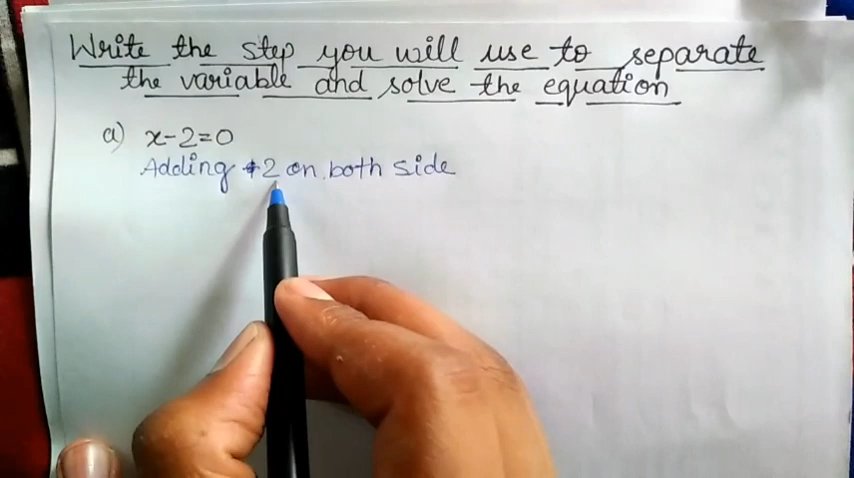 Write the step you will use to separate
the variable and solve the equation
a) x-2=0
Adding +2 on both side